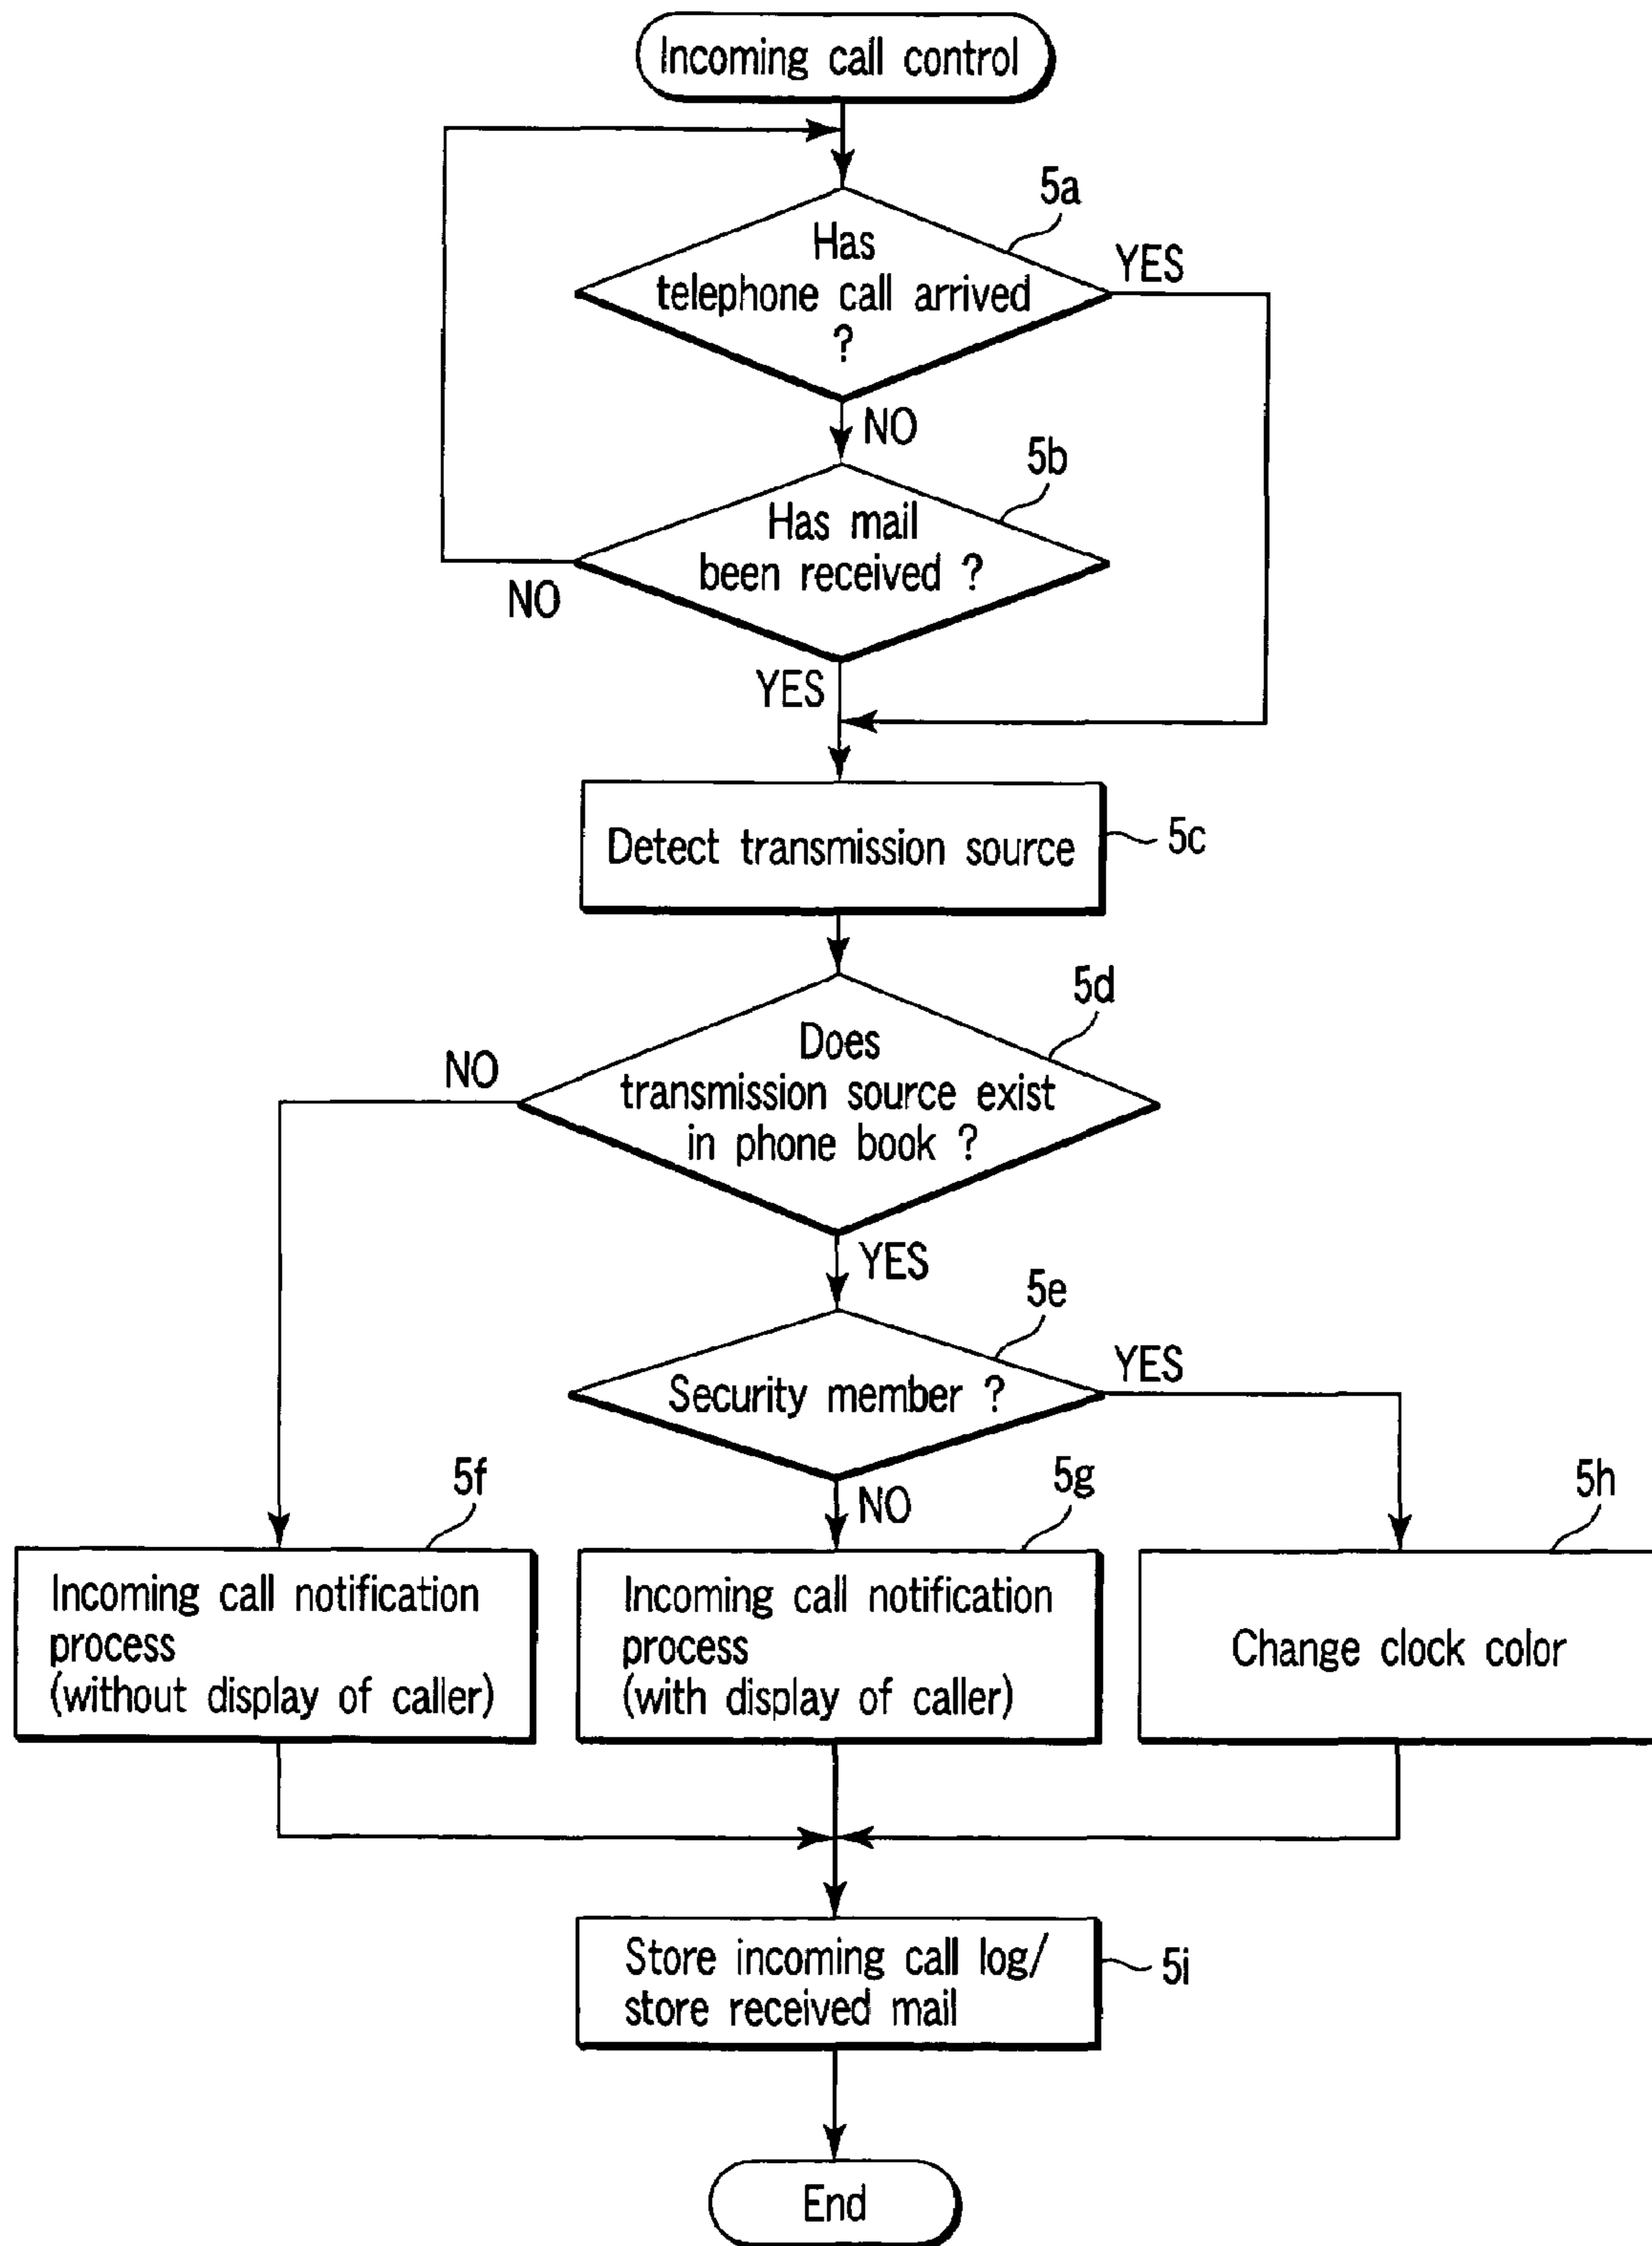 Incoming call control
5a
Has
telephone call arrived
?
YES
NO
5b
Has mail
been received ?
NO
YES
Detect transmission source
5c
5d
Does
transmission source exist
in phone book ?
NO
YES
5e
Security member ?
YES
NO
5f
Incoming call notification
process
(without display of caller)
5g
Incoming call notification
process
(with display of caller)
5h
Change clock color
Store incoming call log/
store received mail
5i
End